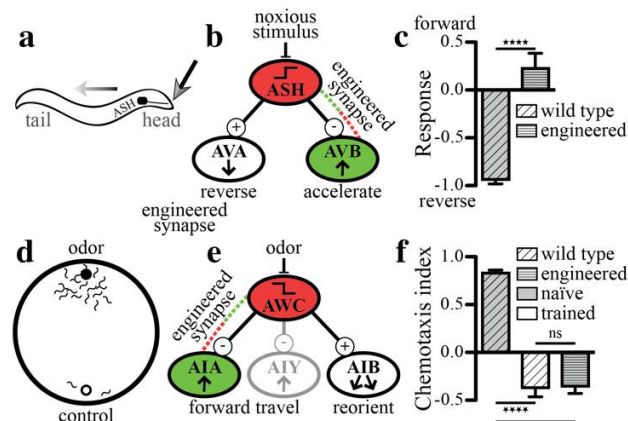 a
ASH
tail
head
b
noxious
stimulus
ASH
engineered
synapse
+
-
AVA
AVB
reverse
accelerate
engineered
synapse
c
forward
****
0.5
0.0
-0.5
-1.0
Response
reverse
wild type
engineered
d
odor
control
e
odor
AWC
engineered
synapse
-
-
+
AIA
AIY
AIB
forward travel
reorient
f
Chemotaxis index
1.0
0.5
0.0
-0.5
wild type
engineered
naïve
trained
ns
****